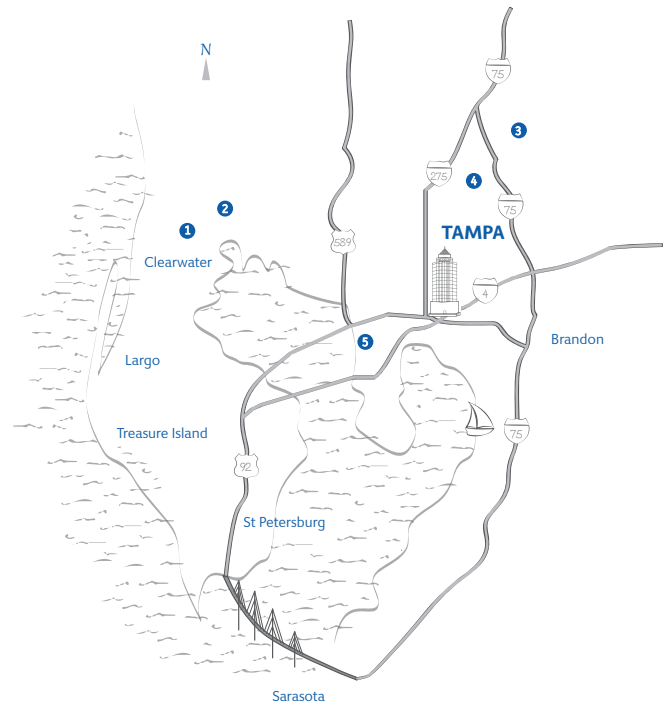 N
75
3
275
4
75
2
1
TAMPA
589
Clearwater
4
Brandon
5
Largo
Treasure Island
75
92
St Petersburg
Sarasota